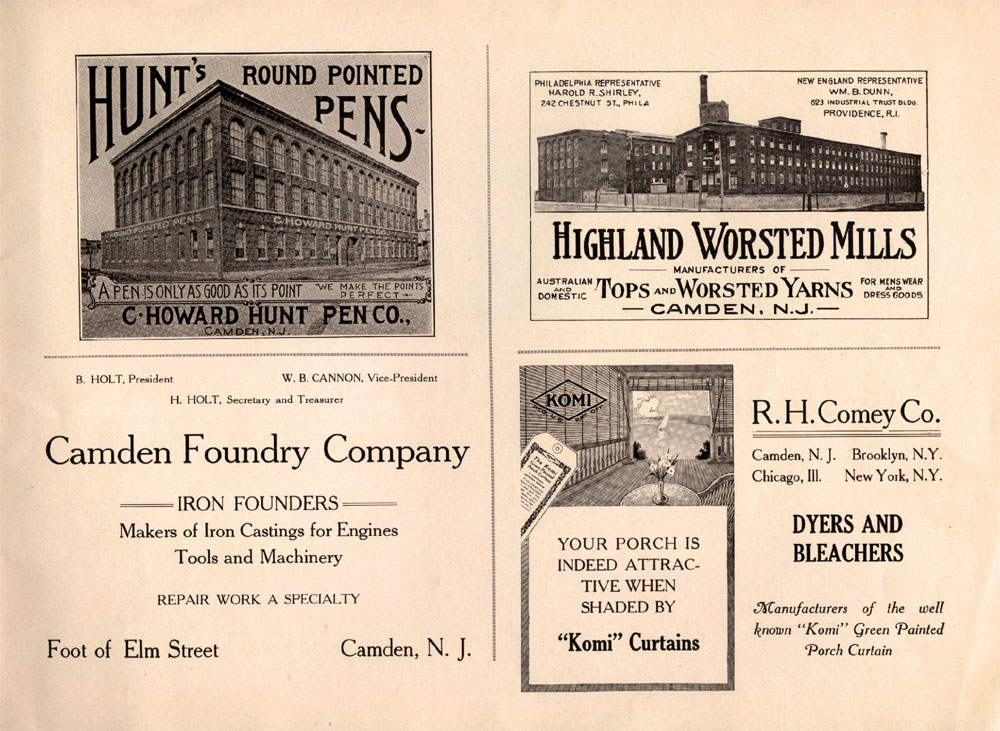 HUNT'S ROUND POINTED
PENS-
ROUND POINTED PENS.
C. HOWARD HUNT PEN CO.
A PEN IS ONLY AS GOOD AS ITS POINT
"WE MAKE THE POINTS
PERFECT"
C. HOWARD HUNT PEN CO.,
CAMDEN, N.J.
PHILADELPHIA REPRESENTATIVE
HAROLD R. SHIRLEY,
242 CHESTNUT ST., PHILA
NEW ENGLAND REPRESENTATIVE
WM. B. DUNN,
623 INDUSTRIAL TRUST BLDG.
PROVIDENCE, R.I.
HIGHLAND WORSTED MILLS
MANUFACTURERS OF
AUSTRALIAN
AND
DOMESTIC
TOPS AND WORSTED YARNS
FOR MENS WEAR
AND
DRESS GOODS
CAMDEN, N.J.
B. HOLT, President W. B. CANNON, Vice-President
H. HOLT, Secretary and Treasurer
Camden Foundry Company
IRON FOUNDERS
Makers of Iron Castings for Engines
Tools and Machinery
REPAIR WORK A SPECIALTY
Foot of Elm Street Camden, N. J.
KOMI
REG. U.S. PAT. OFF.
The Komi
YOUR PORCH IS
INDEED ATTRAC-
TIVE WHEN
SHADED BY
"Komi" Curtains
R. H. Comey Co.
Camden, N. J. Brooklyn, N.Y.
Chicago, Ill. New York, N.Y.
DYERS AND
BLEACHERS
Manufacturers of the well
known "Komi" Green Painted
Porch Curtain